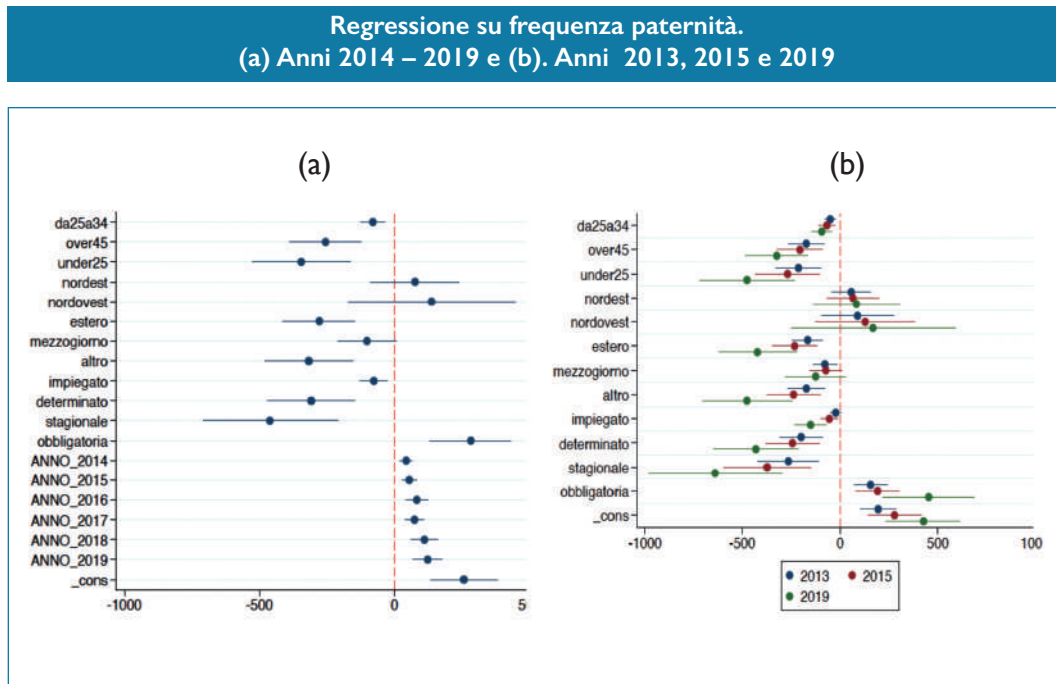 Regressione su frequenza paternità.
(a) Anni 2014 – 2019 e (b). Anni 2013, 2015 e 2019
(a)
da25a34
over45
under25
nordest
nordovest
estero
mezzogiorno
altro
impiegato
determinato
stagionale
obbligatoria
ANNO_2014
ANNO_2015
ANNO_2016
ANNO_2017
ANNO_2018
ANNO_2019
_cons
-1000 -500 0 5
(b)
da25a34
over45
under25
nordest
nordovest
estero
mezzogiorno
altro
impiegato
determinato
stagionale
obbligatoria
_cons
-1000 -500 0 500 100
2013 2015
2019